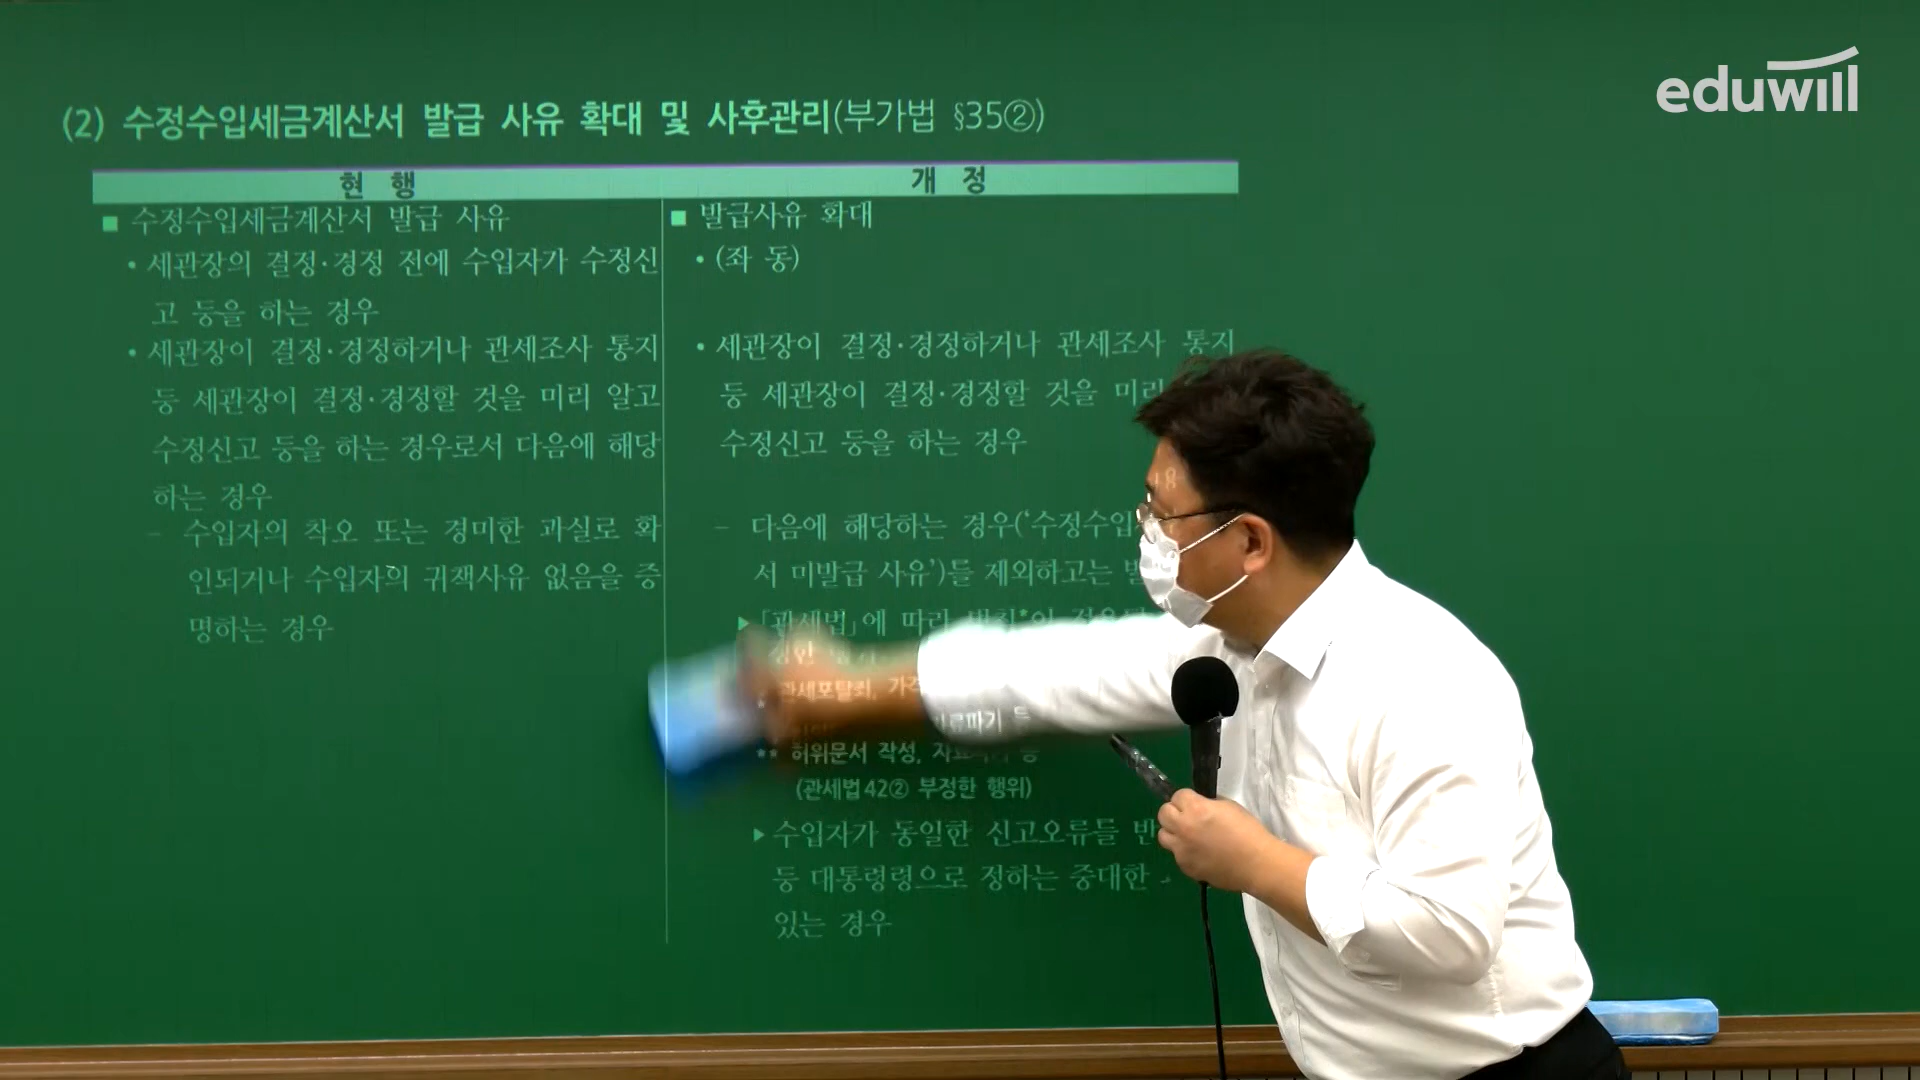 eduwill
(2) 수정수입세금계산서 발급 사유 확대 및 사후관리(부가법 §35②)
현 행
■ 수정수입세금계산서 발급 사유
• 세관장의 결정·경정 전에 수입자가 수정신
고 등을 하는 경우
• 세관장이 결정·경정하거나 관세조사 통지
등 세관장이 결정·경정할 것을 미리 알고
수정신고 등을 하는 경우로서 다음에 해당
하는 경우
- 수입자의 착오 또는 경미한 과실로 확
인되거나 수입자의 귀책사유 없음을 증
명하는 경우
개 정
■ 발급사유 확대
• (좌 동)
• 세관장이 결정·경정하거나 관세조사 통지
등 세관장이 결정·경정할 것을 미리
수정신고 등을 하는 경우
- 다음에 해당하는 경우(‘수정수입
서 미발급 사유’)를 제외하고는
▶「관세법」에 따라
* 관세포탈죄,
** 허위문서 작성,
(관세법 42② 부정한 행위)
▶ 수입자가 동일한 신고오류를 반
등 대통령령으로 정하는 중대한
있는 경우